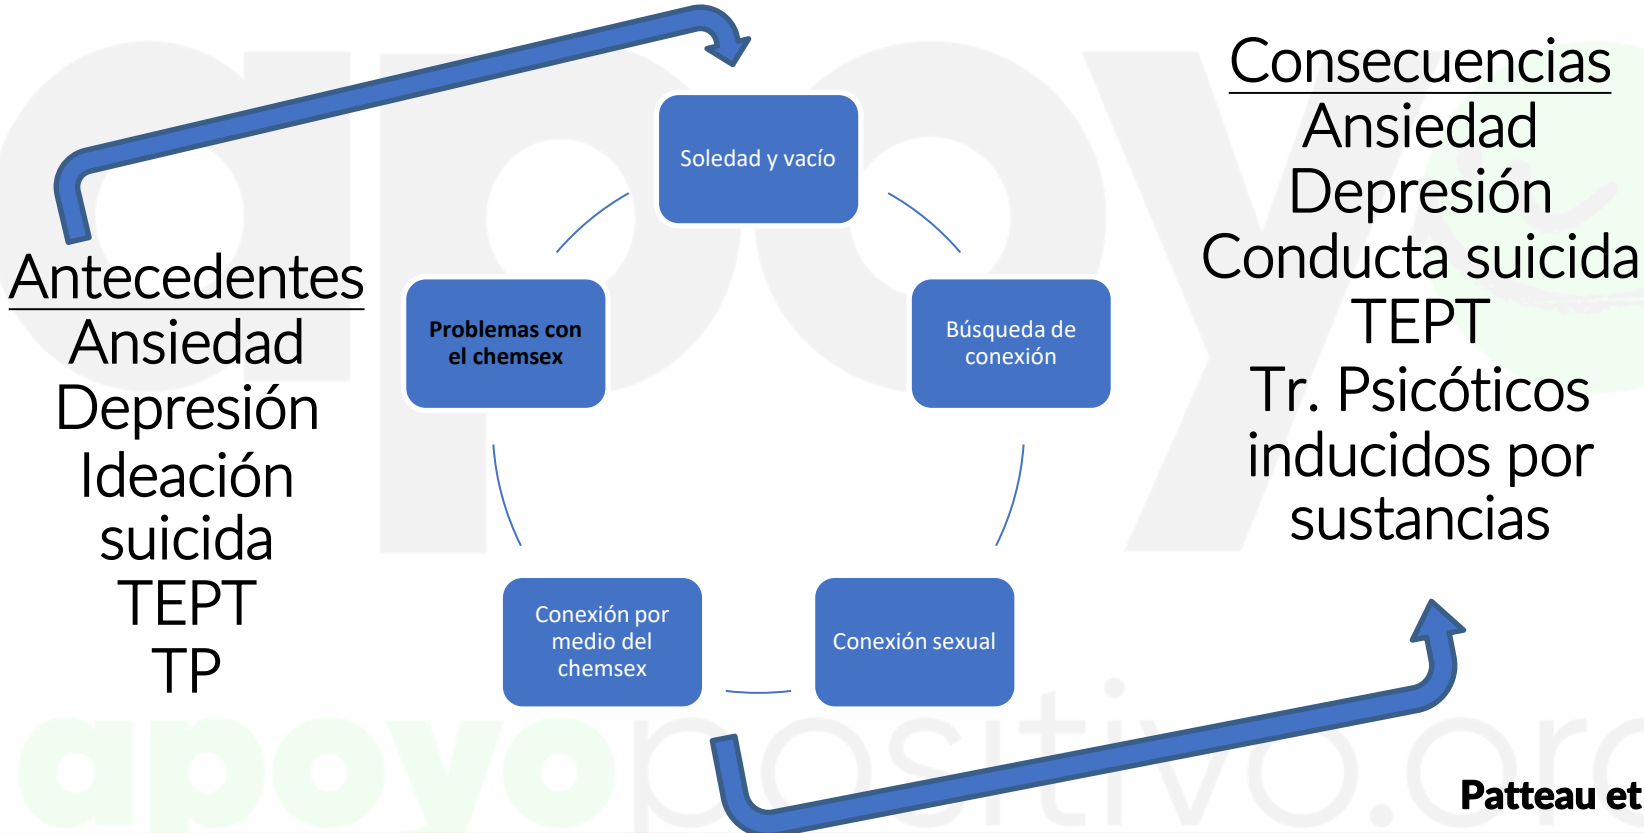 Antecedentes
Ansiedad
Depresión
Ideación
suicida
TEPT
TP
Soledad y vacío
Búsqueda de
conexión
Conexión sexual
Conexión por
medio del
chemsex
Problemas con
el chemsex
Consecuencias
Ansiedad
Depresión
Conducta suicida
TEPT
Tr. Psicóticos
inducidos por
sustancias
Patteau et
apoyo
apoyopositivo.org